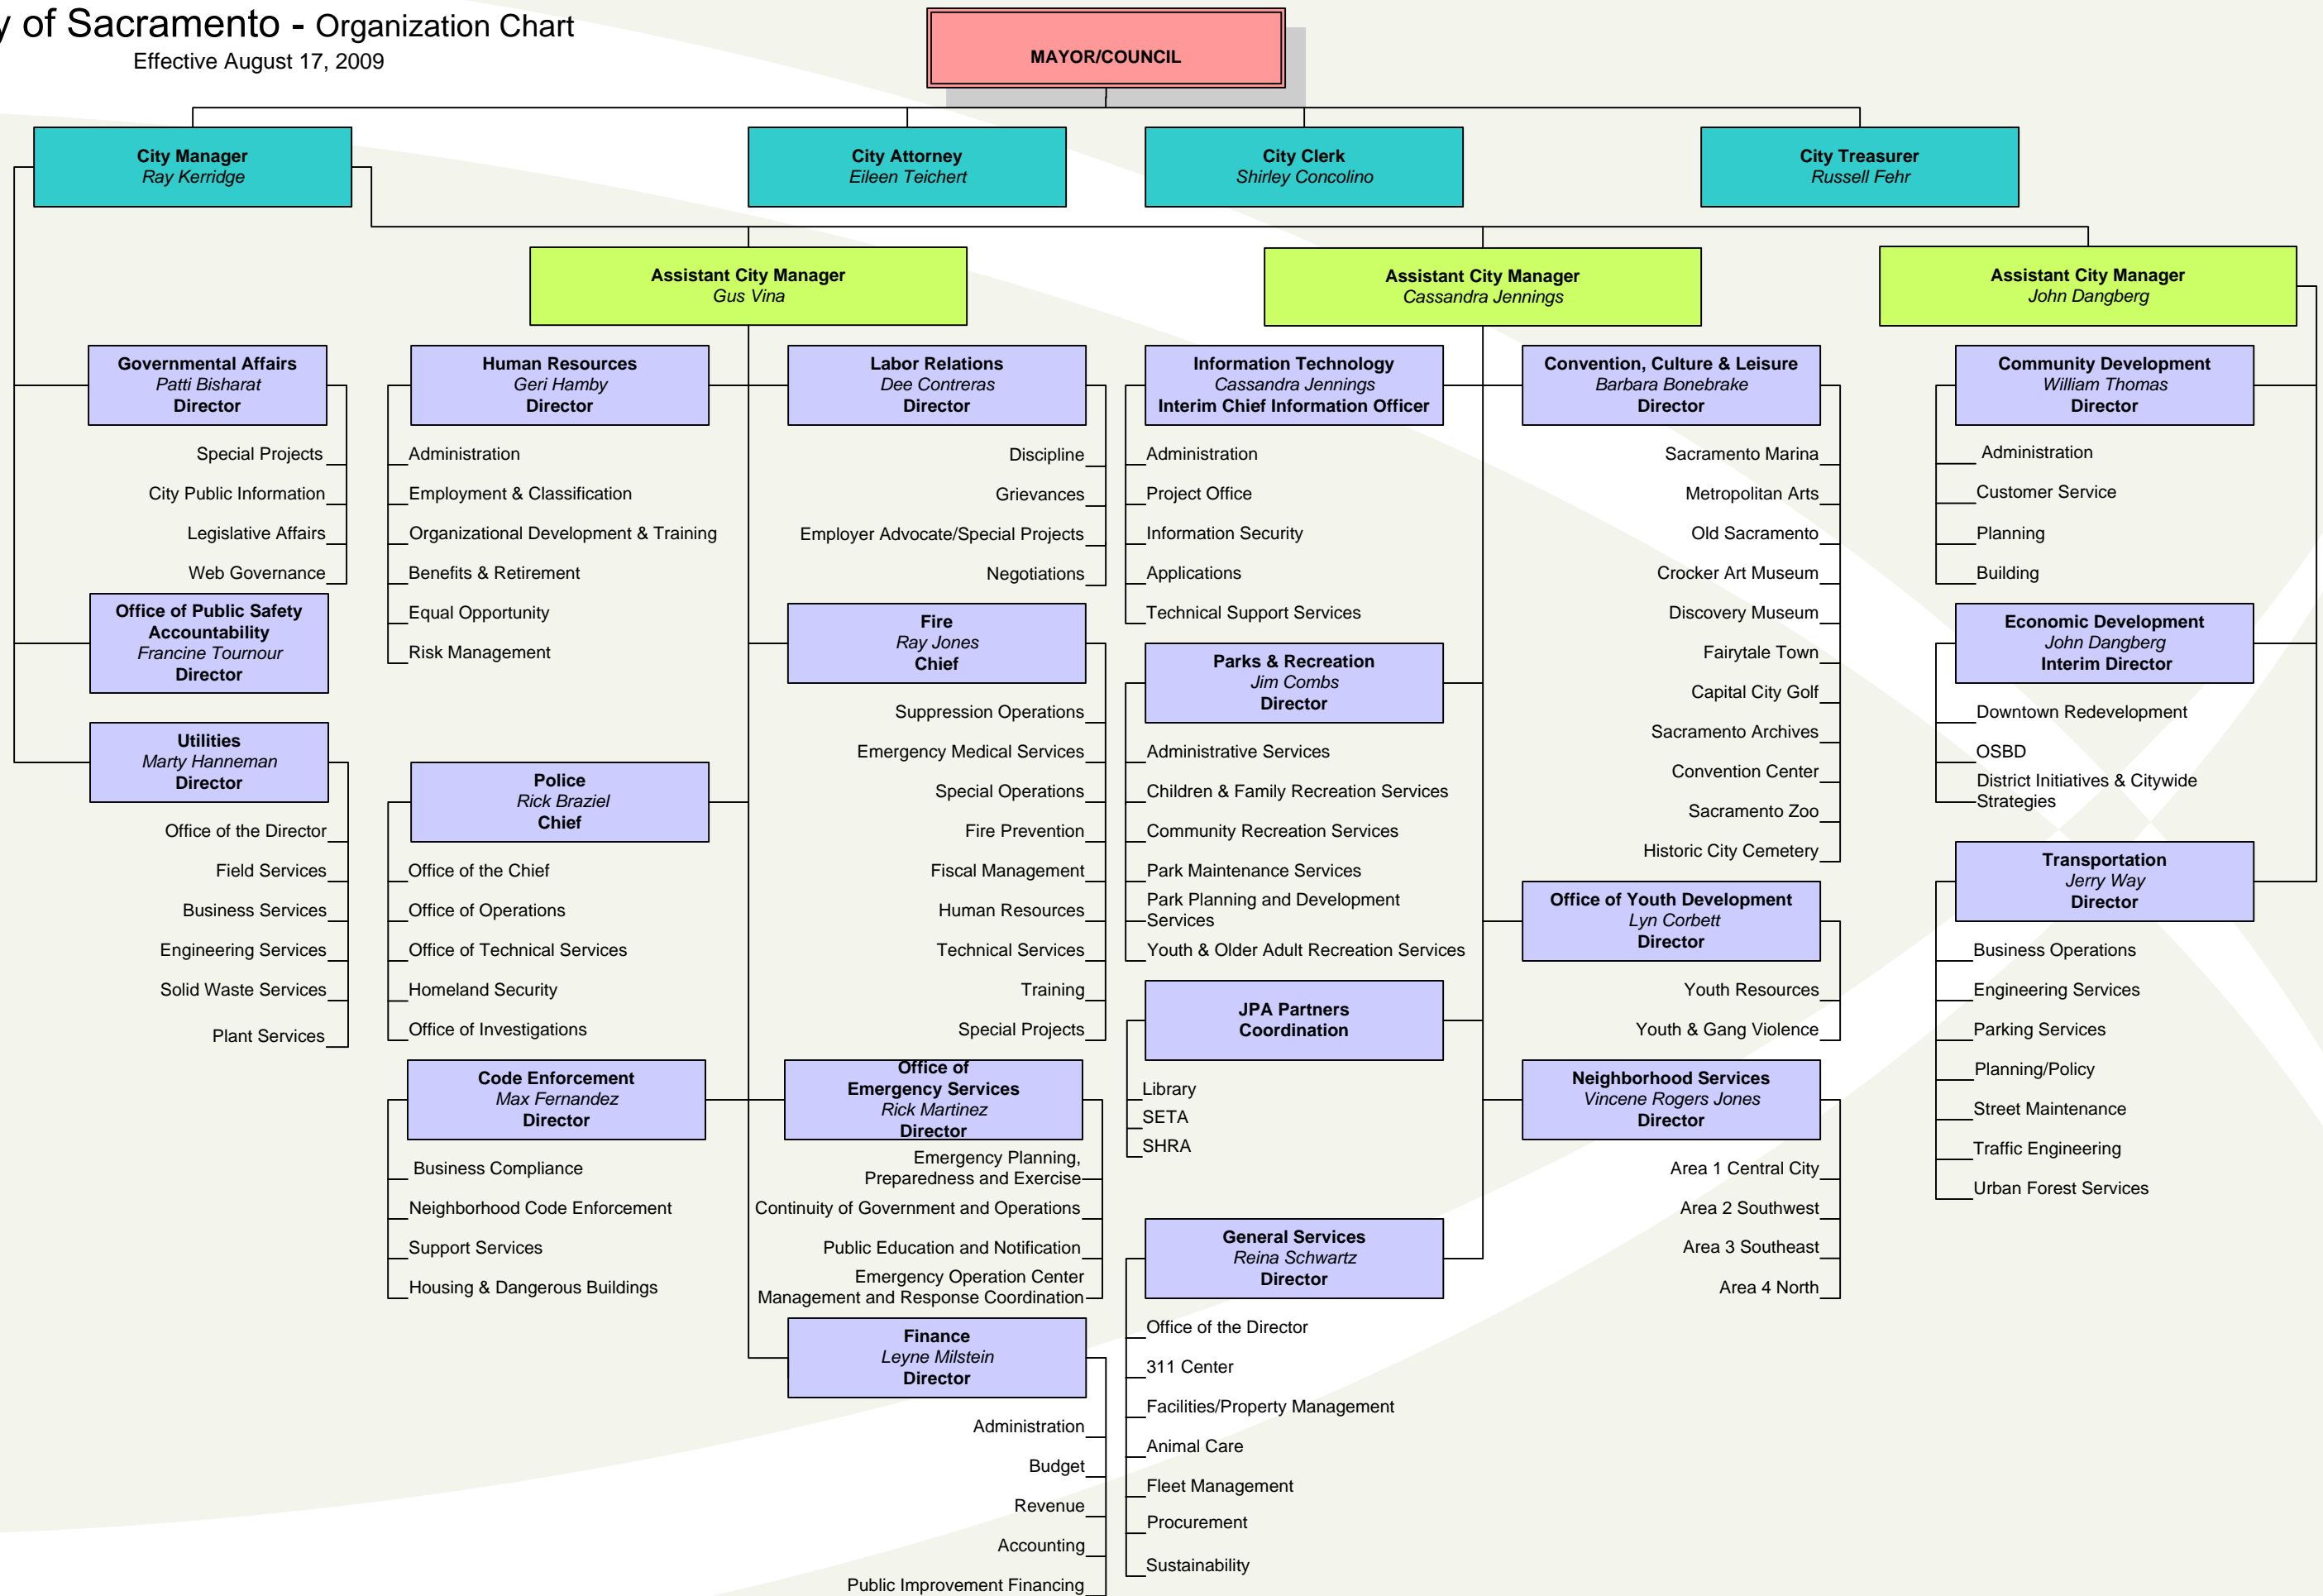 y of Sacramento - Organization Chart
Effective August 17, 2009
MAYOR/COUNCIL
City Manager
Ray Kerridge
City Attorney
Eileen Teichert
City Clerk
Shirley Concolino
City Treasurer
Russell Fehr
Assistant City Manager
Gus Vina
Assistant City Manager
Cassandra Jennings
Assistant City Manager
John Dangberg
Governmental Affairs
Patti Bisharat
Director
Special Projects
City Public Information
Legislative Affairs
Web Governance
Office of Public Safety
Accountability
Francine Tournour
Director
Utilities
Marty Hanneman
Director
Office of the Director
Field Services
Business Services
Engineering Services
Solid Waste Services
Plant Services
Human Resources
Geri Hamby
Director
Administration
Employment & Classification
Organizational Development & Training
Benefits & Retirement
Equal Opportunity
Risk Management
Police
Rick Braziel
Chief
Office of the Chief
Office of Operations
Office of Technical Services
Homeland Security
Office of Investigations
Code Enforcement
Max Fernandez
Director
Business Compliance
Neighborhood Code Enforcement
Support Services
Housing & Dangerous Buildings
Labor Relations
Dee Contreras
Director
Discipline
Grievances
Employer Advocate/Special Projects
Negotiations
Fire
Ray Jones
Chief
Suppression Operations
Emergency Medical Services
Special Operations
Fire Prevention
Fiscal Management
Human Resources
Technical Services
Training
Special Projects
Office of
Emergency Services
Rick Martinez
Director
Emergency Planning,
Preparedness and Exercise
Continuity of Government and Operations
Public Education and Notification
Emergency Operation Center
Management and Response Coordination
Finance
Leyne Milstein
Director
Administration
Budget
Revenue
Accounting
Public Improvement Financing
Information Technology
Cassandra Jennings
Interim Chief Information Officer
Administration
Project Office
Information Security
Applications
Technical Support Services
Parks & Recreation
Jim Combs
Director
Administrative Services
Children & Family Recreation Services
Community Recreation Services
Park Maintenance Services
Park Planning and Development
Services
Youth & Older Adult Recreation Services
JPA Partners
Coordination
Library
SETA
SHRA
General Services
Reina Schwartz
Director
Office of the Director
311 Center
Facilities/Property Management
Animal Care
Fleet Management
Procurement
Sustainability
Convention, Culture & Leisure
Barbara Bonebrake
Director
Sacramento Marina
Metropolitan Arts
Old Sacramento
Crocker Art Museum
Discovery Museum
Fairytale Town
Capital City Golf
Sacramento Archives
Convention Center
Sacramento Zoo
Historic City Cemetery
Office of Youth Development
Lyn Corbett
Director
Youth Resources
Youth & Gang Violence
Neighborhood Services
Vincene Rogers Jones
Director
Area 1 Central City
Area 2 Southwest
Area 3 Southeast
Area 4 North
Community Development
William Thomas
Director
Administration
Customer Service
Planning
Building
Economic Development
John Dangberg
Interim Director
Downtown Redevelopment
OSBD
District Initiatives & Citywide
Strategies
Transportation
Jerry Way
Director
Business Operations
Engineering Services
Parking Services
Planning/Policy
Street Maintenance
Traffic Engineering
Urban Forest Services